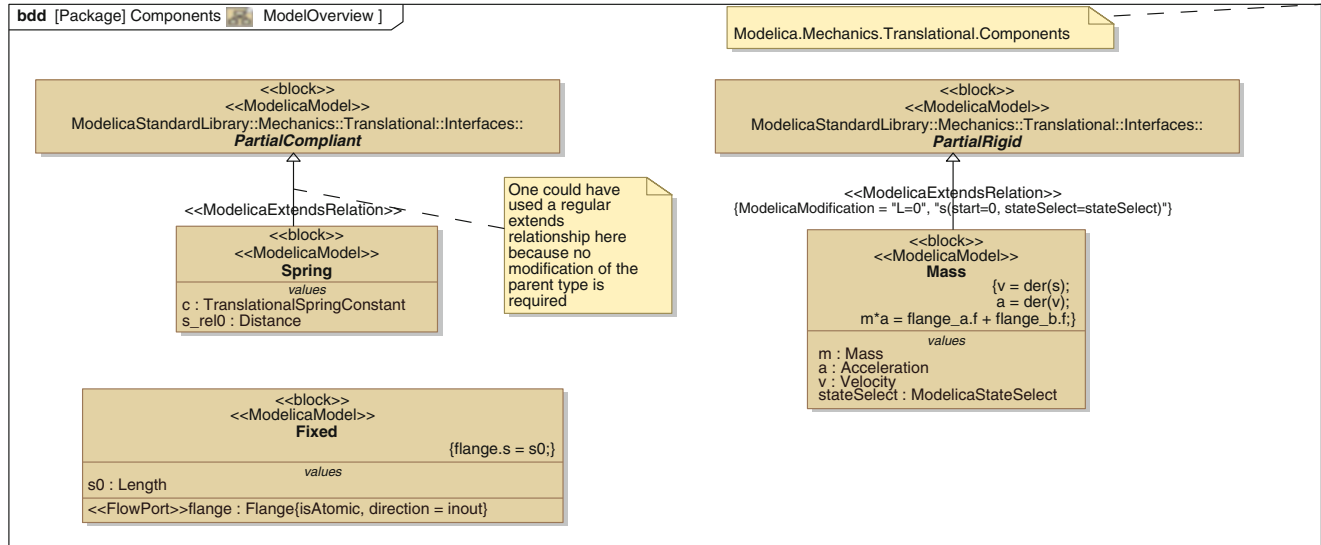 bdd [Package] Components ModelOverview ]
Modelica.Mechanics.Translational.Components
<<block>>
<<ModelicaModel>>
ModelicaStandardLibrary::Mechanics::Translational::Interfaces::
PartialCompliant
<<block>>
<<ModelicaModel>>
ModelicaStandardLibrary::Mechanics::Translational::Interfaces::
PartialRigid
<<ModelicaExtendsRelation>>
One could have
used a regular
extends
relationship here
because no
modification of the
parent type is
required
<<ModelicaExtendsRelation>>
{ModelicaModification = "L=0", "s(start=0, stateSelect=stateSelect)"}
<<block>>
<<ModelicaModel>>
Spring
values
c : TranslationalSpringConstant
s_rel0 : Distance
<<block>>
<<ModelicaModel>>
Mass
{v = der(s);
a = der(v);
m*a = flange_a.f + flange_b.f;}
values
m : Mass
a : Acceleration
v : Velocity
stateSelect : ModelicaStateSelect
<<block>>
<<ModelicaModel>>
Fixed
{flange.s = s0;}
values
s0 : Length
<<FlowPort>>flange : Flange{isAtomic, direction = inout}